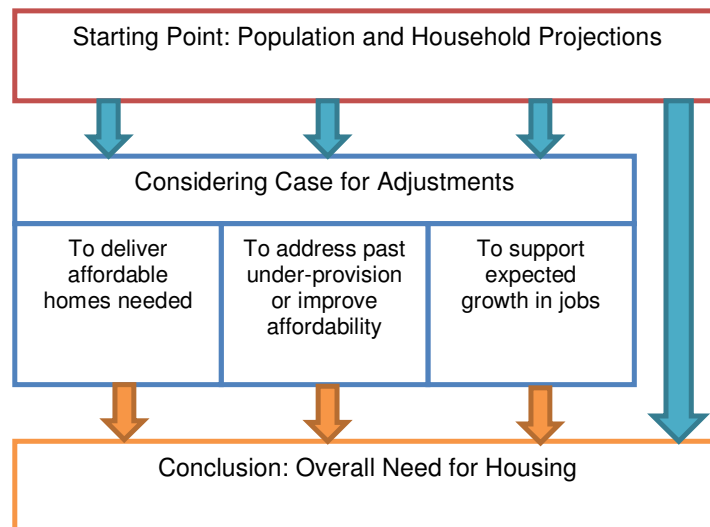 Starting Point: Population and Household Projections
Considering Case for Adjustments
To deliver
affordable
homes needed
To address past
under-provision
or improve
affordability
To support
expected
growth in jobs
Conclusion: Overall Need for Housing